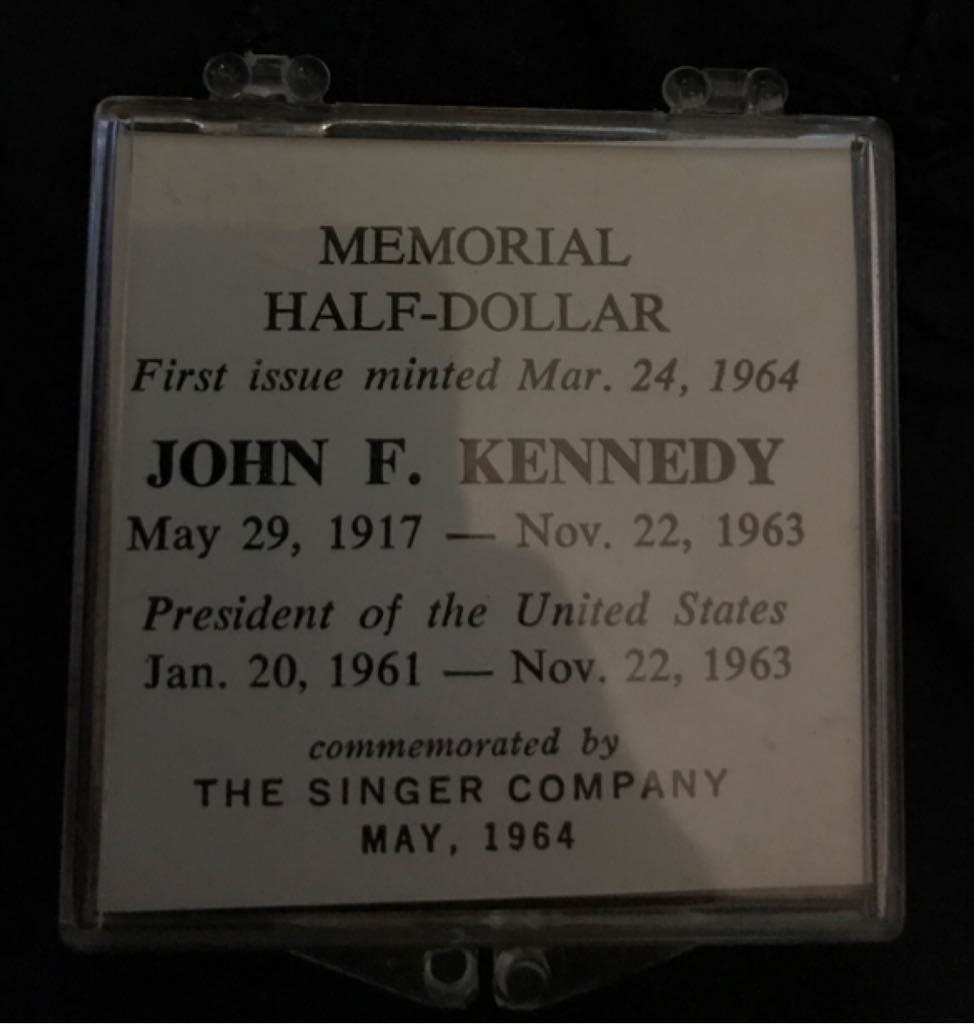 MEMORIAL
HALF-DOLLAR
First issue minted Mar. 24, 1964
JOHN F. KENNEDY
May 29, 1917 — Nov. 22, 1963
President of the United States
Jan. 20, 1961 — Nov. 22, 1963
commemorated by
THE SINGER COMPANY
MAY, 1964